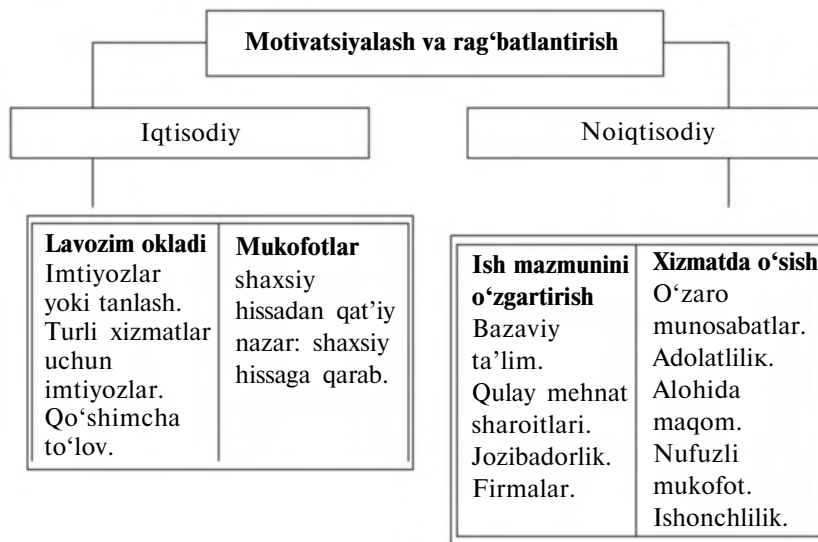 Motivatsiyalash va rag‘batlantirish
Iqtisodiy
Noiqtisodiy
Lavozim okladi
Imtiyozlar
yoki tanlash.
Turli xizmatlar
uchun
imtiyozlar.
Qo‘shimcha
to‘lov.
Mukofotlar
shaxsiy
hissadan qat’iy
nazar: shaxsiy
hissaga qarab.
Ish mazmunini
o‘zgartirish
Bazaviy
ta’lim.
Qulay mehnat
sharoitlari.
Jozibadorlik.
Firmalar.
Xizmatda o‘sish
O‘zaro
munosabatlar.
Adolatliliк.
Alohida
maqom.
Nufuzli
mukofot.
Ishonchlilik.